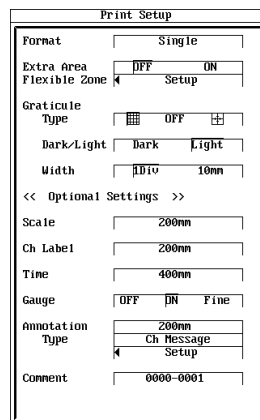 Print Setup
Format Single
Extra Area OFF ON
Flexible Zone Setup
Graticule
Type OFF
Dark/Light Dark Light
Width 1Div 10mm
<< Optional Settings >>
Scale 200mm
Ch Label 200mm
Time 400mm
Gauge OFF ON Fine
Annotation 200mm
Type Ch Message
Setup
Comment 0000-0001